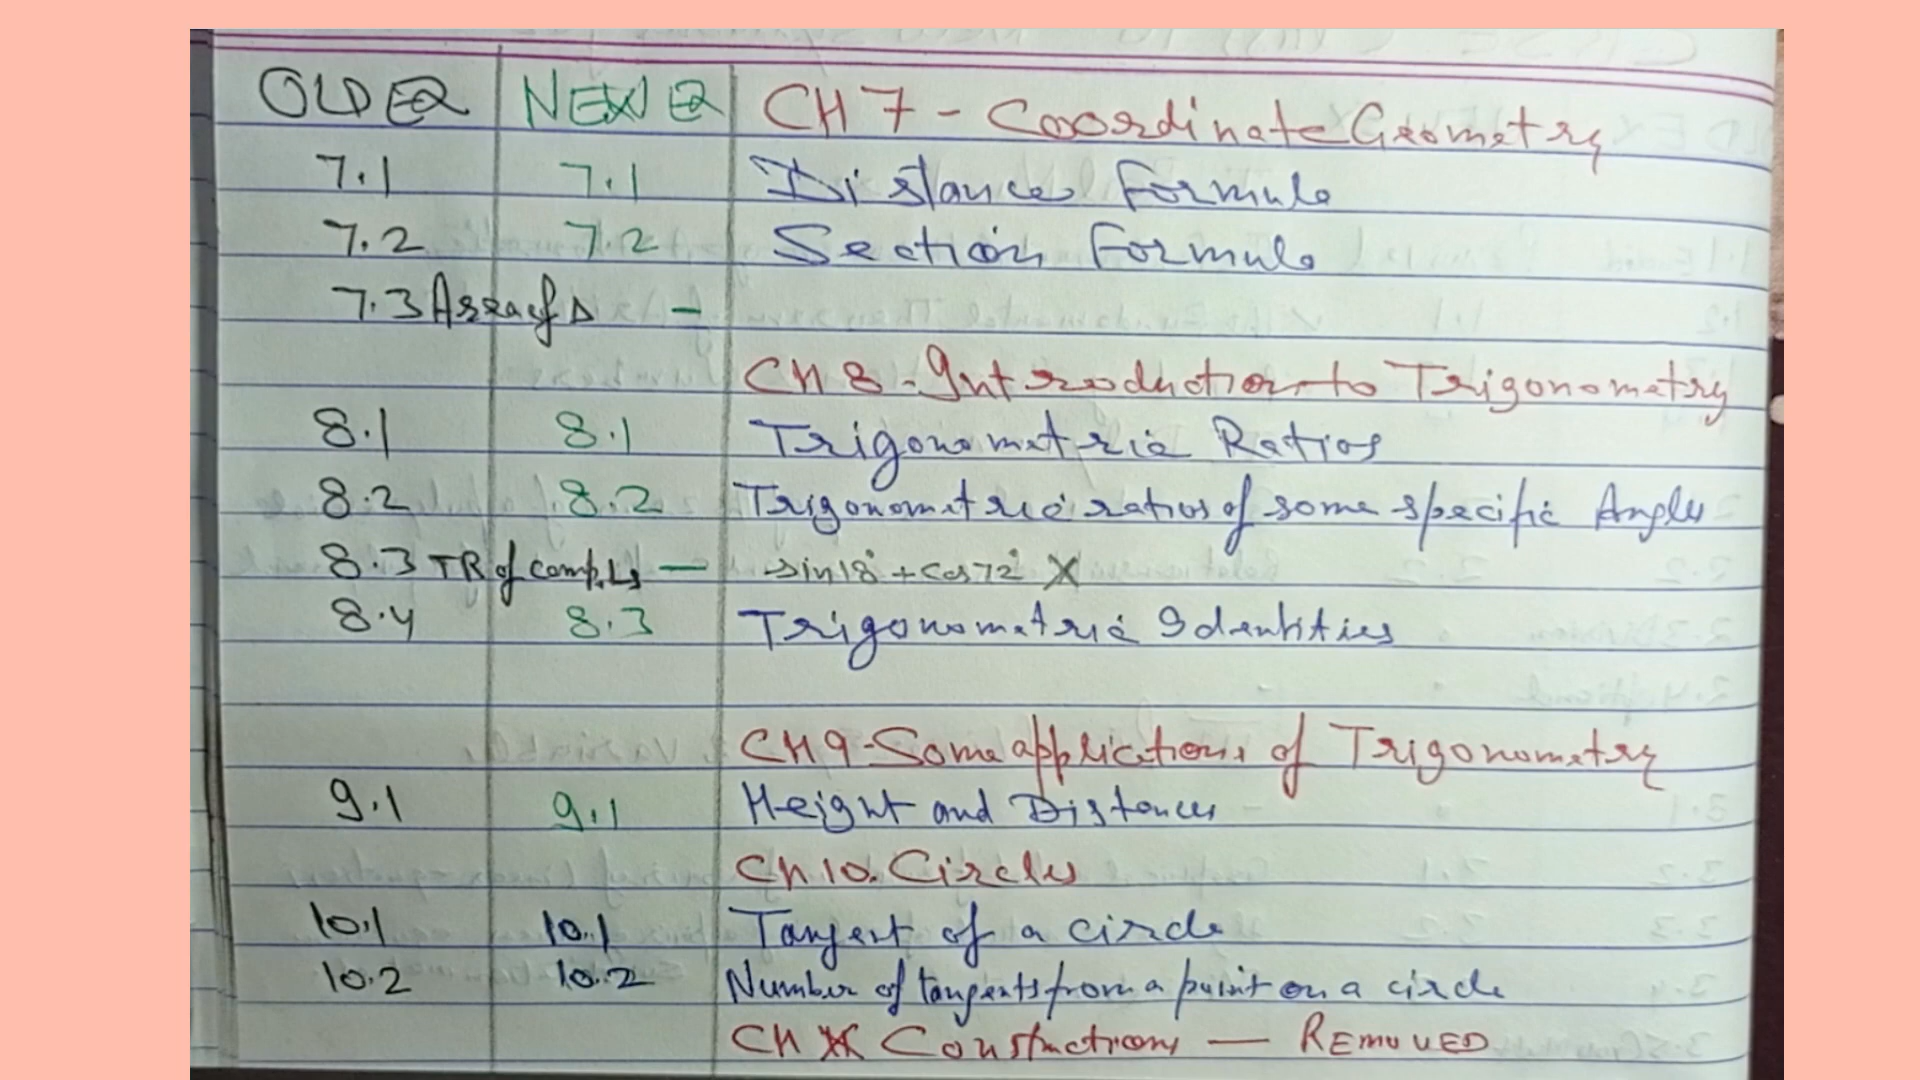 OLD EX NEW EX CH 7 - Coordinate Geometry
7.1 7.1 Distance Formula
7.2 7.2 Section Formula
7.3 Area of Δ -
CH 8 - Introduction to Trigonometry
8.1 8.1 Trigonometric Ratios
8.2 8.2 Trigonometric ratios of some specific Angles
8.3 TR of comp. ∠s — sin18° + cos72° X
8.4 8.3 Trigonometric Identities
CH 9 - Some applications of Trigonometry
9.1 9.1 Height and Distances
CH 10. Circles
10.1 10.1 Tangent of a circle
10.2 10.2 Number of tangents from a point on a circle
CH Constructions — REMOVED